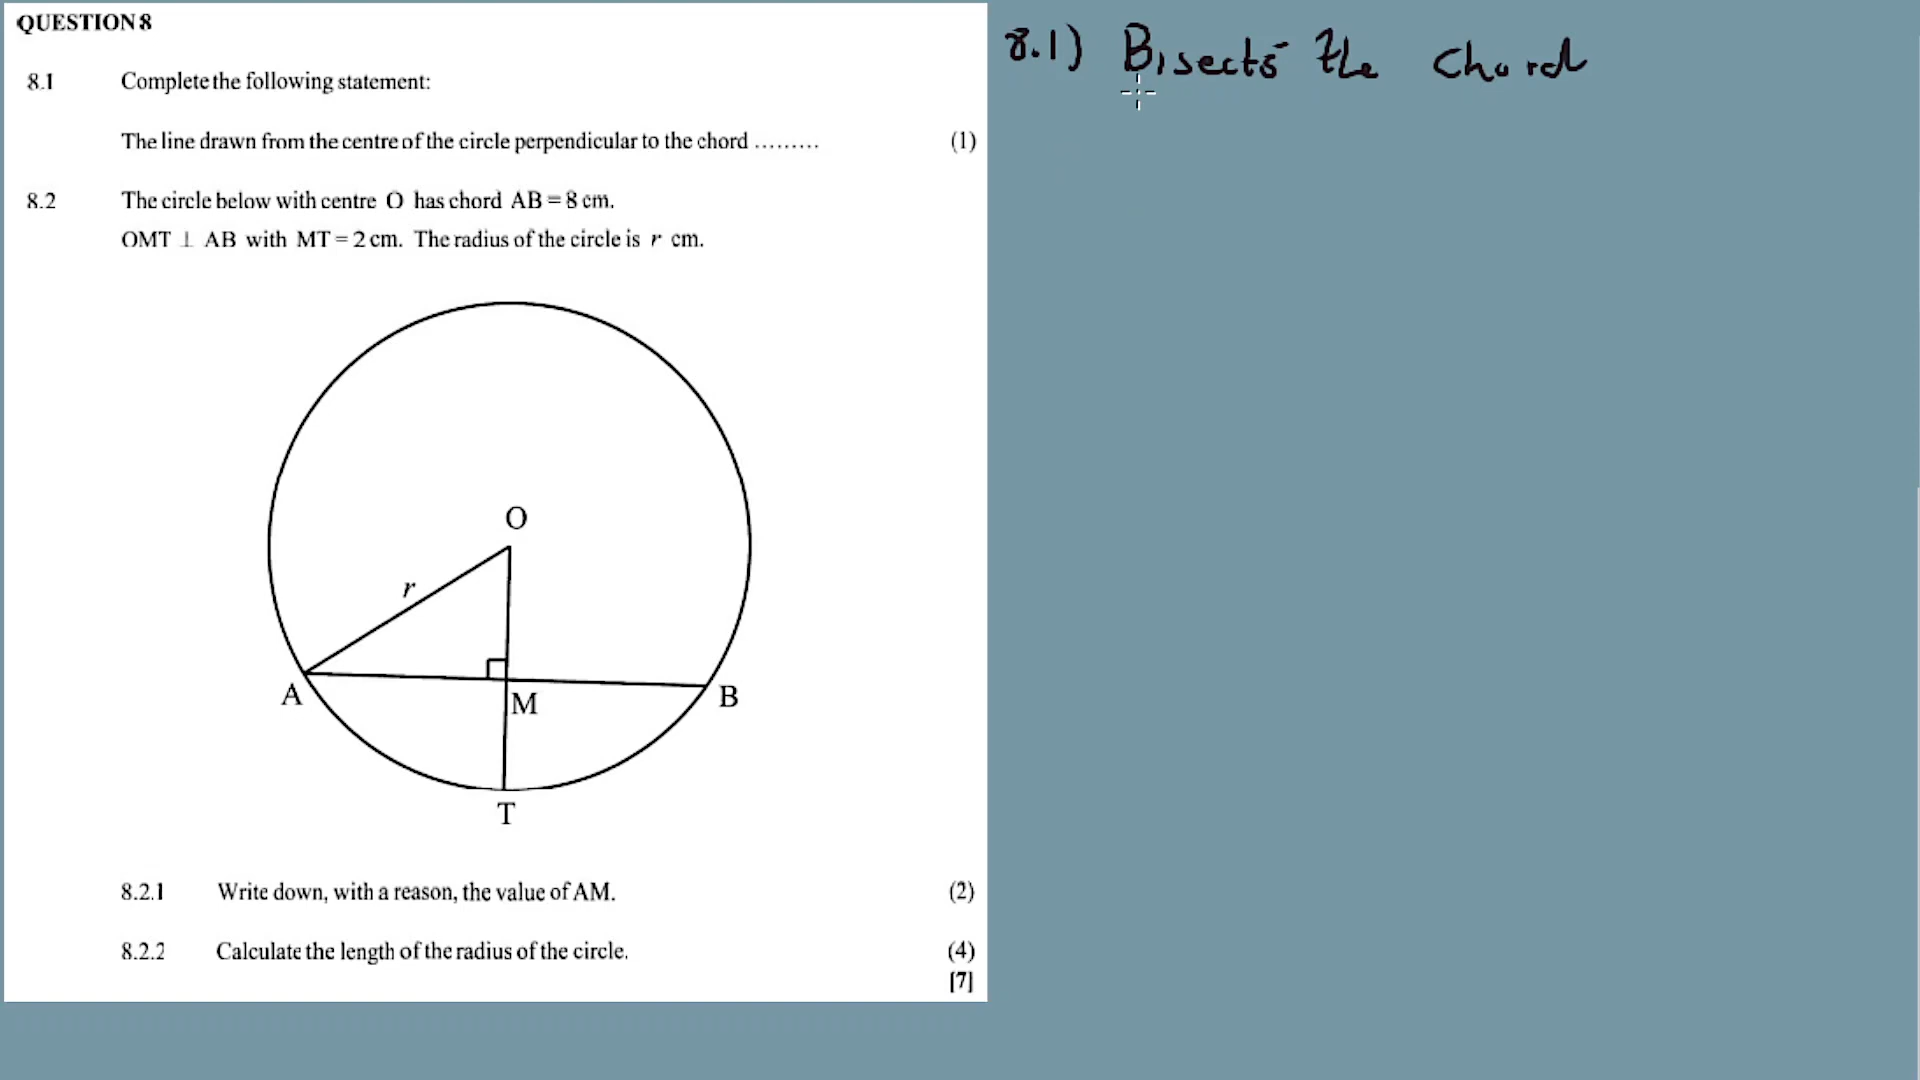 QUESTION 8
8.1 Complete the following statement:
The line drawn from the centre of the circle perpendicular to the chord ......... (1)
8.2 The circle below with centre O has chord AB = 8 cm.
OMT ⊥ AB with MT = 2 cm. The radius of the circle is r cm.
O
r
A
M
B
T
8.2.1 Write down, with a reason, the value of AM. (2)
8.2.2 Calculate the length of the radius of the circle. (4)
[7]
8.1) Bisects the chord